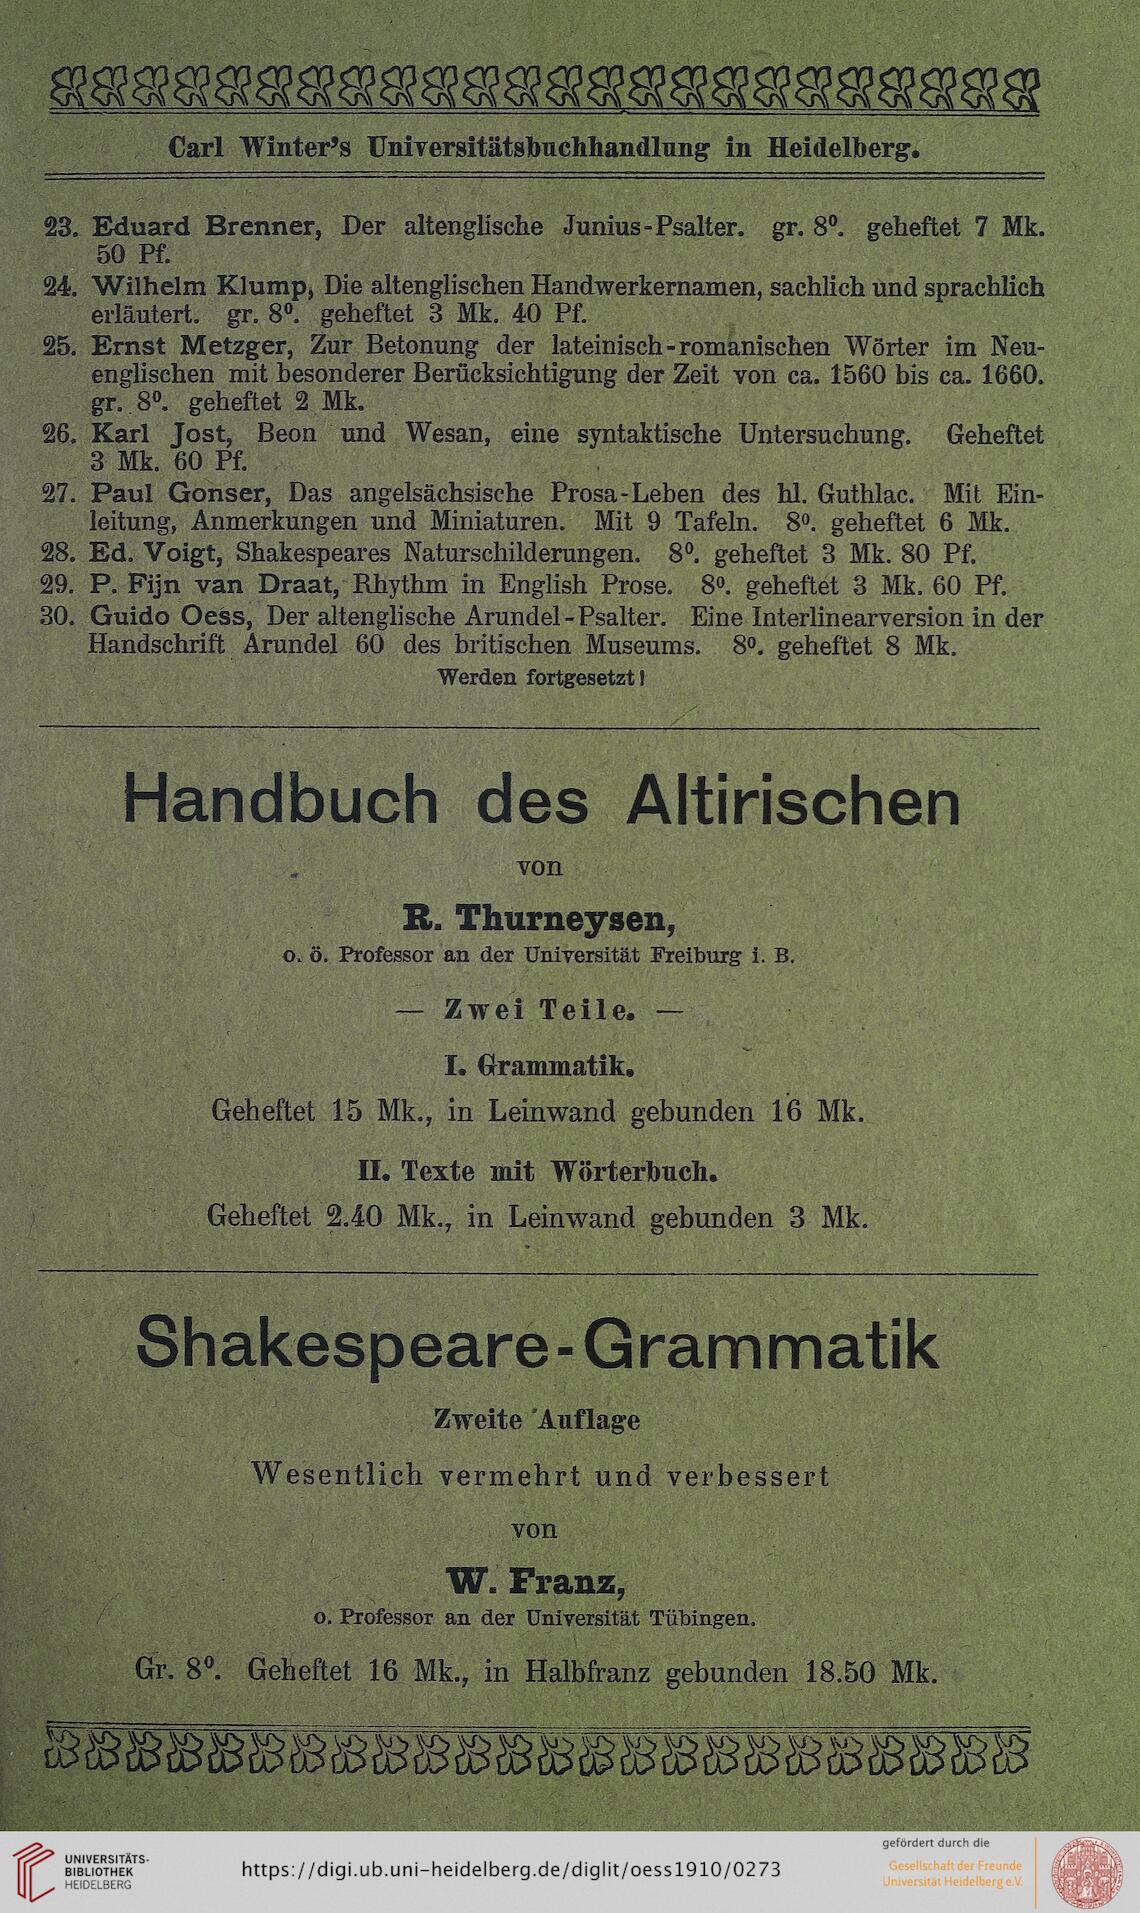 Carl Winter's Universitätsbuchhandlung in Heidelberg.
23. Eduard Brenner, Der altenglische Junius-Psalter. gr. 8⁰. geheftet 7 Mk.
50 Pf.
24. Wilhelm Klump, Die altenglischen Handwerkernamen, sachlich und sprachlich
erläutert. gr. 8⁰. geheftet 3 Mk. 40 Pf.
25. Ernst Metzger, Zur Betonung der lateinisch-romanischen Wörter im Neu-
englischen mit besonderer Berücksichtigung der Zeit von ca. 1560 bis ca. 1660.
gr. 8⁰. geheftet 2 Mk.
26. Karl Jost, Beon und Wesan, eine syntaktische Untersuchung. Geheftet
3 Mk. 60 Pf.
27. Paul Gonser, Das angelsächsische Prosa-Leben des hl. Guthlac. Mit Ein-
leitung, Anmerkungen und Miniaturen. Mit 9 Tafeln. 8⁰. geheftet 6 Mk.
28. Ed. Voigt, Shakespeares Naturschilderungen. 8⁰. geheftet 3 Mk. 80 Pf.
29. P. Fijn van Draat, Rhythm in English Prose. 8⁰. geheftet 3 Mk. 60 Pf.
30. Guido Oess, Der altenglische Arundel-Psalter. Eine Interlinearversion in der
Handschrift Arundel 60 des britischen Museums. 8⁰. geheftet 8 Mk.
Werden fortgesetzt!
Handbuch des Altirischen
von
R. Thurneysen,
o. ö. Professor an der Universität Freiburg i. B.
— Zwei Teile. —
I. Grammatik.
Geheftet 15 Mk., in Leinwand gebunden 16 Mk.
II. Texte mit Wörterbuch.
Geheftet 2.40 Mk., in Leinwand gebunden 3 Mk.
Shakespeare-Grammatik
Zweite Auflage
Wesentlich vermehrt und verbessert
von
W. Franz,
o. Professor an der Universität Tübingen.
Gr. 8⁰. Geheftet 16 Mk., in Halbfranz gebunden 18.50 Mk.
UNIVERSITÄTS-
BIBLIOTHEK
HEIDELBERG
https://digi.ub.uni-heidelberg.de/diglit/oess1910/0273
gefördert durch die
Gesellschaft der Freunde
Universität Heidelberg e.V.